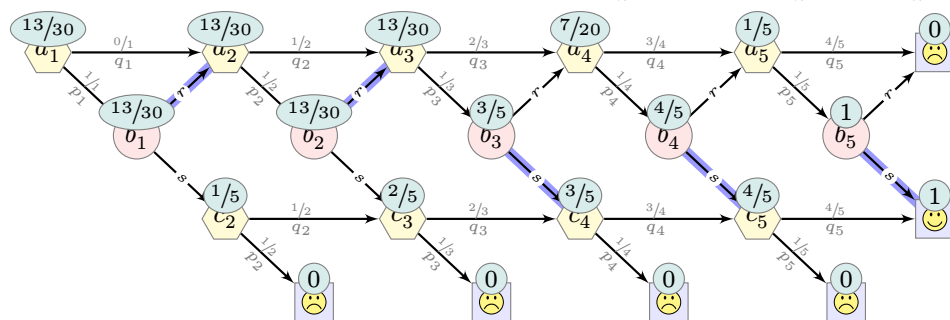 13/30 13/30 13/30 7/20 1/5 0
a1 0/1 q1 a2 1/2 q2 a3 2/3 q3 a4 3/4 q4 a5 4/5 q5
1/1 p1 r 1/2 p2 r 1/3 p3 r 1/4 p4 r 1/5 p5 r
13/30 13/30 3/5 4/5 1
b1 b2 b3 b4 b5
s s s s s
1/5 2/5 3/5 4/5 1
c2 1/2 q2 c3 2/3 q3 c4 3/4 q4 c5 4/5 q5
1/2 p2 1/3 p3 1/4 p4 1/5 p5
0 0 0 0